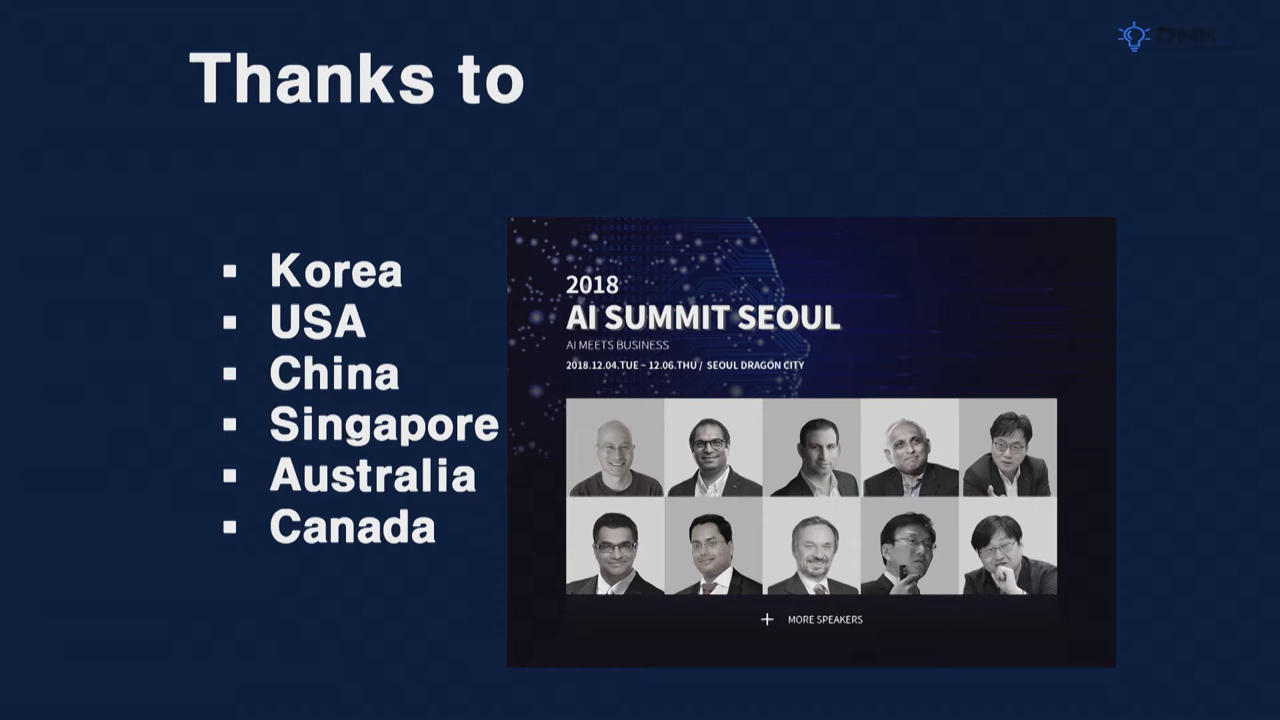 Thanks to
▪ Korea
▪ USA
▪ China
▪ Singapore
▪ Australia
▪ Canada
2018
AI SUMMIT SEOUL
AI MEETS BUSINESS
2018.12.04.TUE ~ 12.06.THU / SEOUL DRAGON CITY
+ MORE SPEAKERS